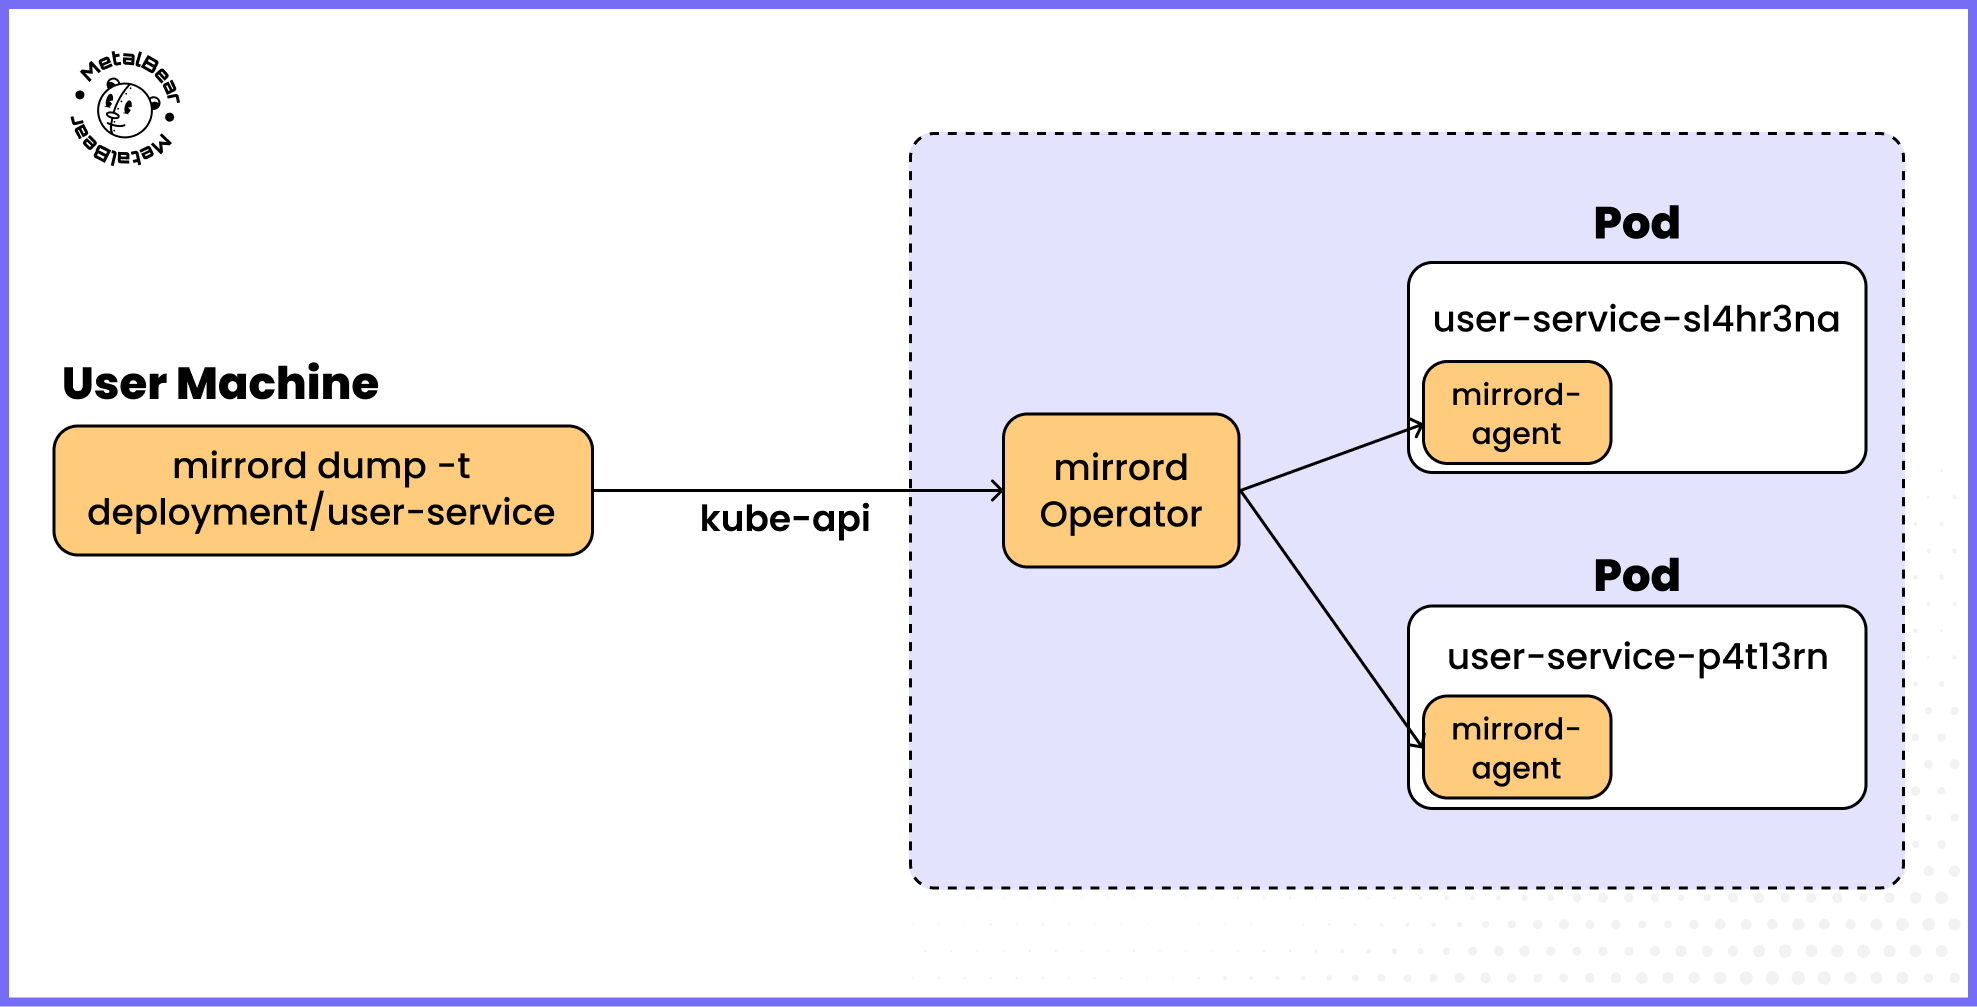 MetalBear
MetalBear
User Machine
mirrord dump -t
deployment/user-service
kube-api
mirrord
Operator
Pod
user-service-sl4hr3na
mirrord-
agent
Pod
user-service-p4t13rn
mirrord-
agent